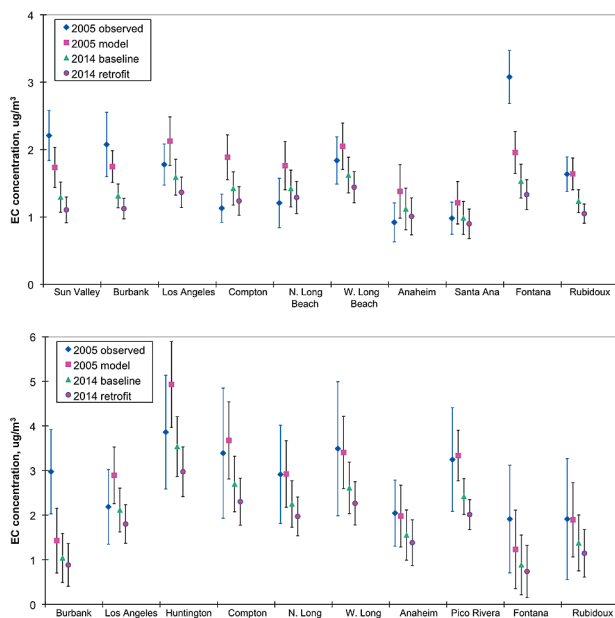 EC concentration, ug/m³
4
3
2
1
0
2005 observed
2005 model
2014 baseline
2014 retrofit
Sun Valley Burbank Los Angeles Compton N. Long Beach W. Long Beach Anaheim Santa Ana Fontana Rubidoux
EC concentration, ug/m³
6
5
4
3
2
1
0
2005 observed
2005 model
2014 baseline
2014 retrofit
Burbank Los Angeles Huntington Compton N. Long W. Long Anaheim Pico Rivera Fontana Rubidoux